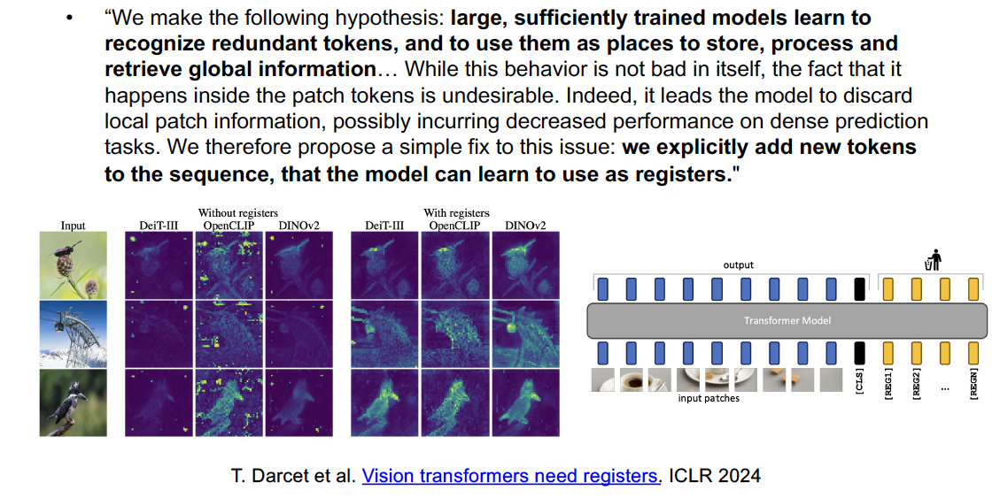 • “We make the following hypothesis: large, sufficiently trained models learn to
recognize redundant tokens, and to use them as places to store, process and
retrieve global information… While this behavior is not bad in itself, the fact that it
happens inside the patch tokens is undesirable. Indeed, it leads the model to discard
local patch information, possibly incurring decreased performance on dense prediction
tasks. We therefore propose a simple fix to this issue: we explicitly add new tokens
to the sequence, that the model can learn to use as registers."
Without registers
With registers
Input
DeiT-III
OpenCLIP
DINOv2
DeiT-III
OpenCLIP
DINOv2
output
Transformer Model
[CLS]
[REG1]
[REG2]
...
[REGN]
input patches
T. Darcet et al. Vision transformers need registers. ICLR 2024